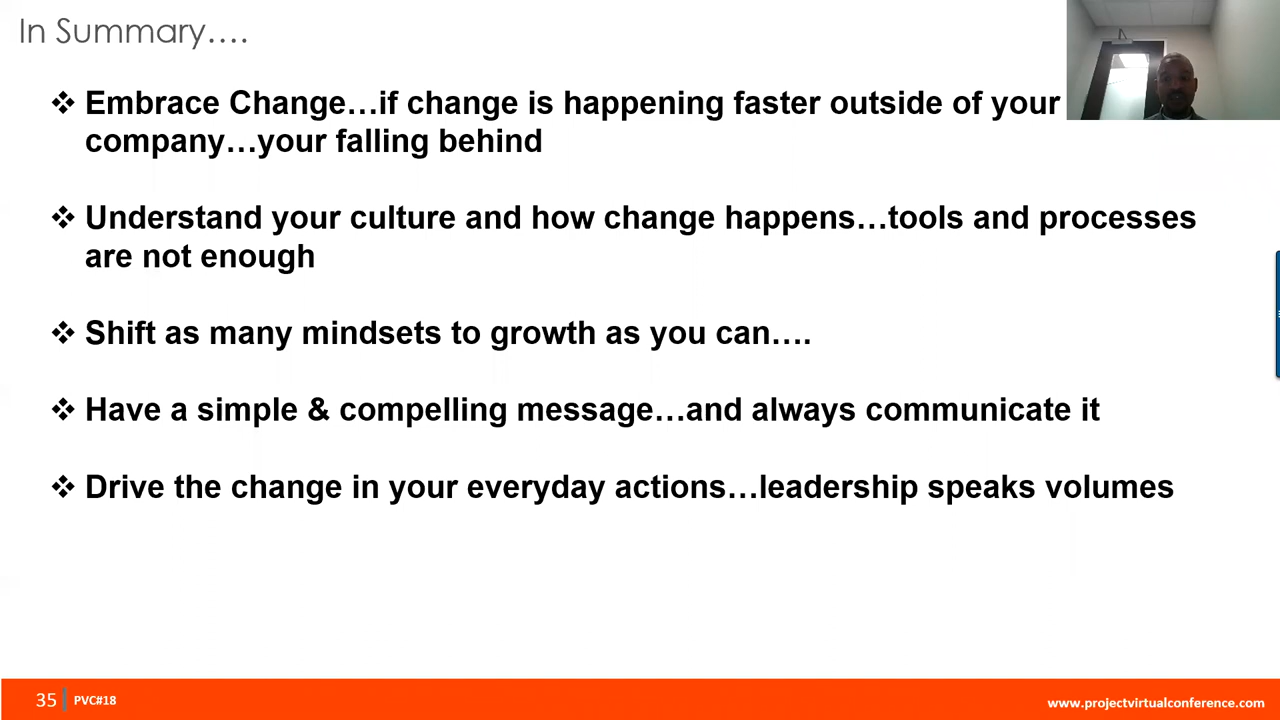 In Summary….
❖ Embrace Change…if change is happening faster outside of your
company…your falling behind
❖ Understand your culture and how change happens…tools and processes
are not enough
❖ Shift as many mindsets to growth as you can….
❖ Have a simple & compelling message…and always communicate it
❖ Drive the change in your everyday actions…leadership speaks volumes
35 PVC#18
www.projectvirtualconference.com